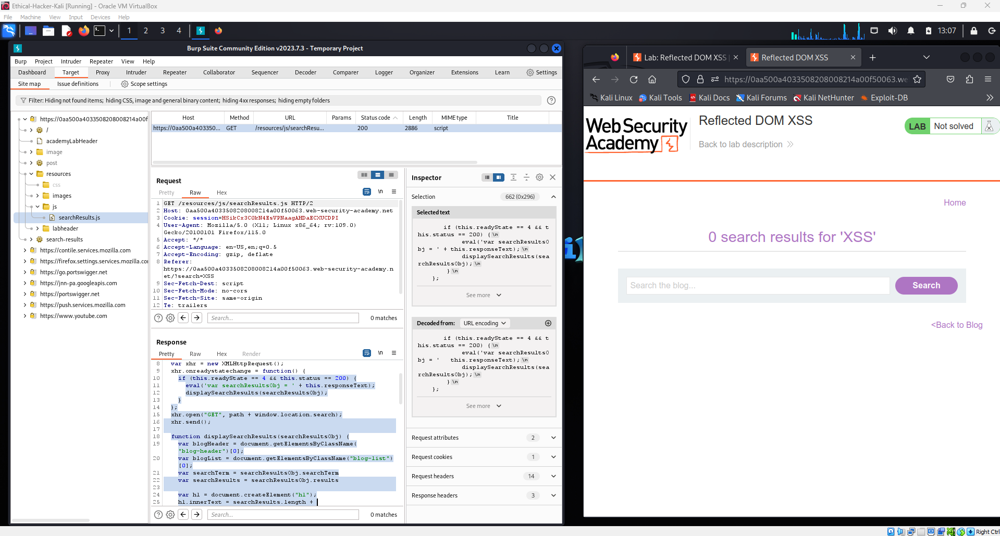 Ethical-Hacker-Kali [Running] - Oracle VM VirtualBox
File Machine View Input Devices Help
1 2 3 4
13:07
Burp Suite Community Edition v2023.7.3 - Temporary Project
Burp Project Intruder Repeater View Help
Dashboard Target Proxy Intruder Repeater Collaborator Sequencer Decoder Comparer Logger Organizer Extensions Learn Settings
Site map Issue definitions Scope settings
Filter: Hiding not found items; hiding CSS, image and general binary content; hiding 4xx responses; hiding empty folders
https://0aa500a4033508208008214a00f
/
academyLabHeader
image
post
resources
css
images
js
searchResults.js
labheader
search-results
https://contile.services.mozilla.com
https://firefox.settings.services.mozilla.co
https://go.portswigger.net
https://jnn-pa.googleapis.com
https://portswigger.net
https://push.services.mozilla.com
https://www.youtube.com
Host Method URL Params Status code Length MIME type Title
https://0aa500a403350... GET /resources/js/searchResu... 200 2886 script
Request
Pretty Raw Hex
\n
1 GET /resources/js/searchResults.js HTTP/2
2 Host: 0aa500a4033508208008214a00f50063.web-security-academy.net
3 Cookie: session=HSikCx3COkN4EsVPNaagAHDaECXUCDPI
4 User-Agent: Mozilla/5.0 (X11; Linux x86_64; rv:109.0)
Gecko/20100101 Firefox/115.0
5 Accept: */*
6 Accept-Language: en-US,en;q=0.5
7 Accept-Encoding: gzip, deflate
8 Referer:
https://0aa500a4033508208008214a00f50063.web-security-academy.n
et/?search=XSS
9 Sec-Fetch-Dest: script
10 Sec-Fetch-Mode: no-cors
11 Sec-Fetch-Site: same-origin
12 Te: trailers
Search... 0 matches
Response
Pretty Raw Hex Render
\n
8 var xhr = new XMLHttpRequest();
9 xhr.onreadystatechange = function() {
10 if (this.readyState == 4 && this.status == 200) {
11 eval('var searchResultsObj = ' + this.responseText);
12 displaySearchResults(searchResultsObj);
13 }
14 };
15 xhr.open("GET", path + window.location.search);
16 xhr.send();
17
18 function displaySearchResults(searchResultsObj) {
19 var blogHeader = document.getElementsByClassName(
"blog-header")[0];
20 var blogList = document.getElementsByClassName("blog-list")
[0];
21 var searchTerm = searchResultsObj.searchTerm
22 var searchResults = searchResultsObj.results
23
24 var h1 = document.createElement("h1");
25 h1.innerText = searchResults.length +
Search... 0 matches
Inspector
Selection 662 (0x296)
Selected text
if (this.readyState == 4 && t
his.status == 200) {\n
eval('var searchResultsO
bj = ' + this.responseText);\n
displaySearchResults(sea
rchResultsObj);\n
}\n
};
See more
Decoded from: URL encoding
if (this.readyState == 4 && t
his.status == 200) {\n
eval('var searchResultsO
bj = '   this.responseText);\n
displaySearchResults(sea
rchResultsObj);\n
}\n
};
See more
Request attributes 2
Request cookies 1
Request headers 14
Response headers 3
Lab: Reflected DOM XSS
Reflected DOM XSS
https://0aa500a4033508208008214a00f50063.we
Kali Linux Kali Tools Kali Docs Kali Forums Kali NetHunter Exploit-DB
WebSecurity
Academy
Reflected DOM XSS
Back to lab description
LAB Not solved
Home
0 search results for 'XSS'
Search the blog... Search
<Back to Blog
Right Ctrl